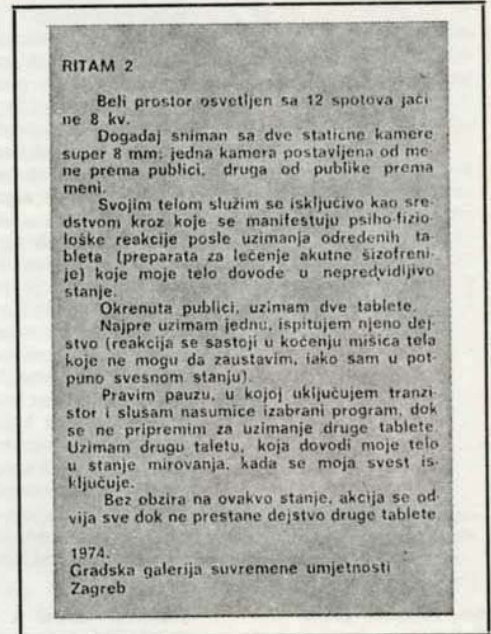 RITAM 2
Beli prostor osvetljen sa 12 spotova jači-
ne 8 kv.
Događaj sniman sa dve statične kamere
super 8 mm; jedna kamera postavljena od me-
ne prema publici, druga od publike prema
meni.
Svojim telom služim se isključivo kao sre-
dstvom kroz koje se manifestuju psiho-fizio-
loške reakcije posle uzimanja određenih ta-
bleta (preparata za lečenje akutne šizofreni-
je) koje moje telo dovode u nepredvidljivo
stanje.
Okrenuta publici, uzimam dve tablete.
Najpre uzimam jednu, ispitujem njeno dej-
stvo (reakcija se sastoji u kočenju mišića tela
koje ne mogu da zaustavim, iako sam u pot-
puno svesnom stanju).
Pravim pauzu, u kojoj uključujem tranzi-
stor i slušam nasumice izabrani program, dok
se ne pripremim za uzimanje druge tablete.
Uzimam drugu taletu, koja dovodi moje telo
u stanje mirovanja, kada se moja svest is-
ključuje.
Bez obzira na ovakvo stanje, akcija se od-
vija sve dok ne prestane dejstvo druge tablete
1974.
Gradska galerija suvremene umjetnosti
Zagreb